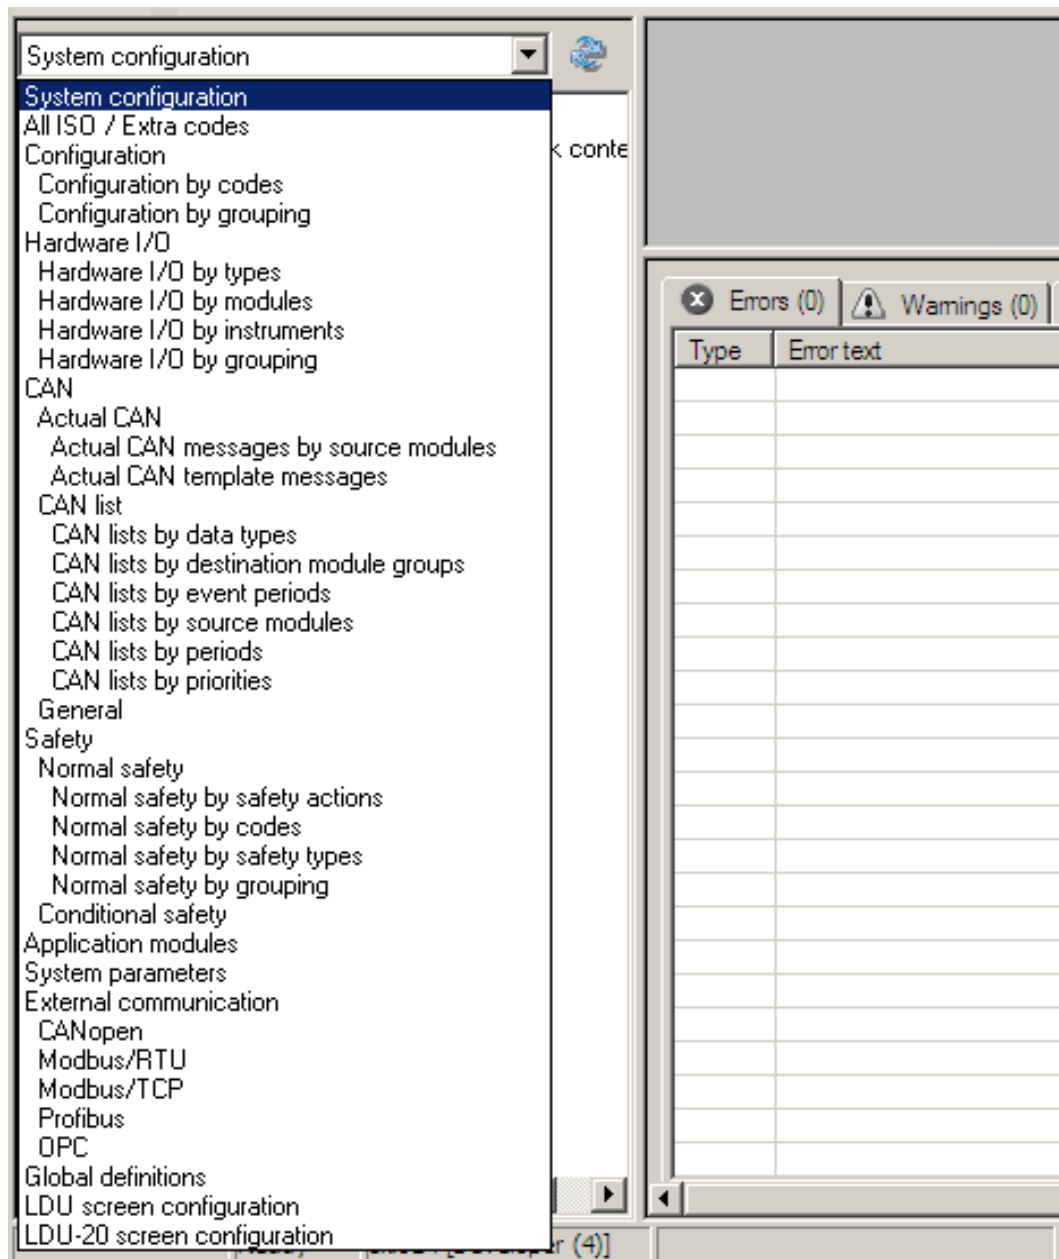 System configuration
System configuration
All ISO / Extra codes
Configuration
Configuration by codes
Configuration by grouping
Hardware I/O
Hardware I/O by types
Hardware I/O by modules
Hardware I/O by instruments
Hardware I/O by grouping
CAN
Actual CAN
Actual CAN messages by source modules
Actual CAN template messages
CAN list
CAN lists by data types
CAN lists by destination module groups
CAN lists by event periods
CAN lists by source modules
CAN lists by periods
CAN lists by priorities
General
Safety
Normal safety
Normal safety by safety actions
Normal safety by codes
Normal safety by safety types
Normal safety by grouping
Conditional safety
Application modules
System parameters
External communication
CANopen
Modbus/RTU
Modbus/TCP
Profibus
OPC
Global definitions
LDU screen configuration
LDU-20 screen configuration
conte
Errors (0) Warnings (0)
Type Error text
(4)]